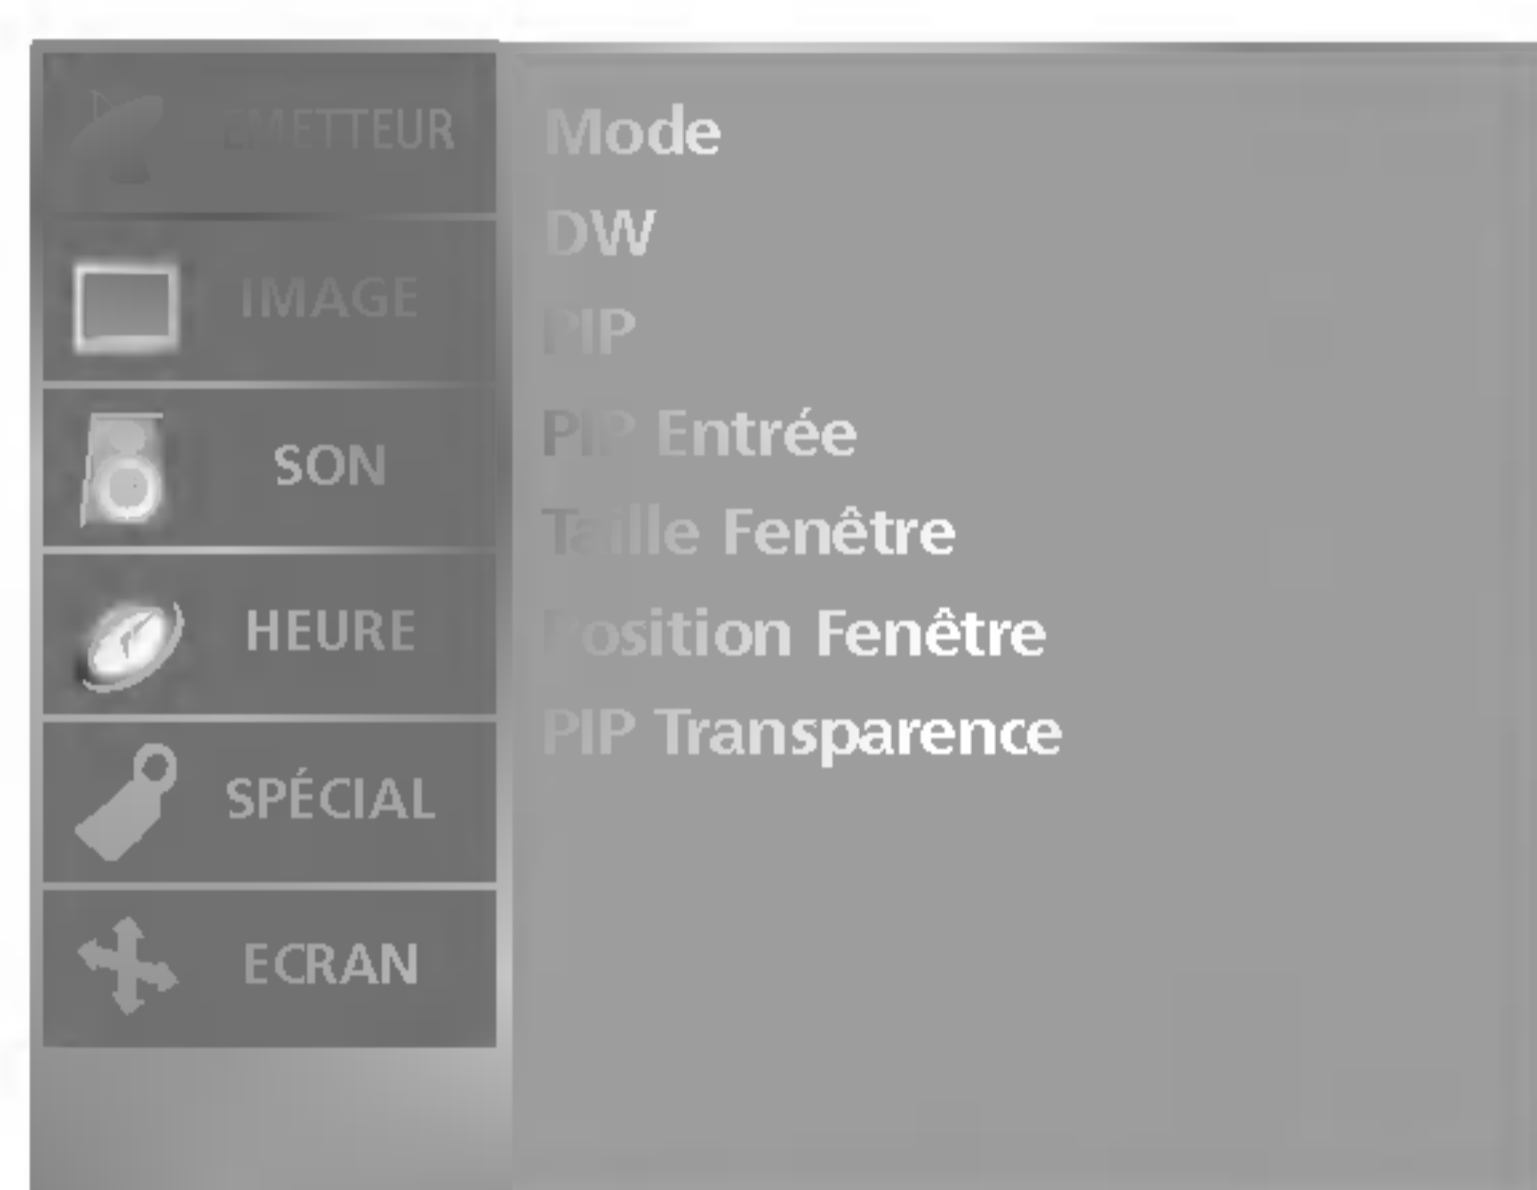 EMETTEUR
IMAGE
SON
HEURE
SPÉCIAL
ECRAN
Mode
DW
PIP
PIP Entrée
Taille Fenêtre
Position Fenêtre
PIP Transparence